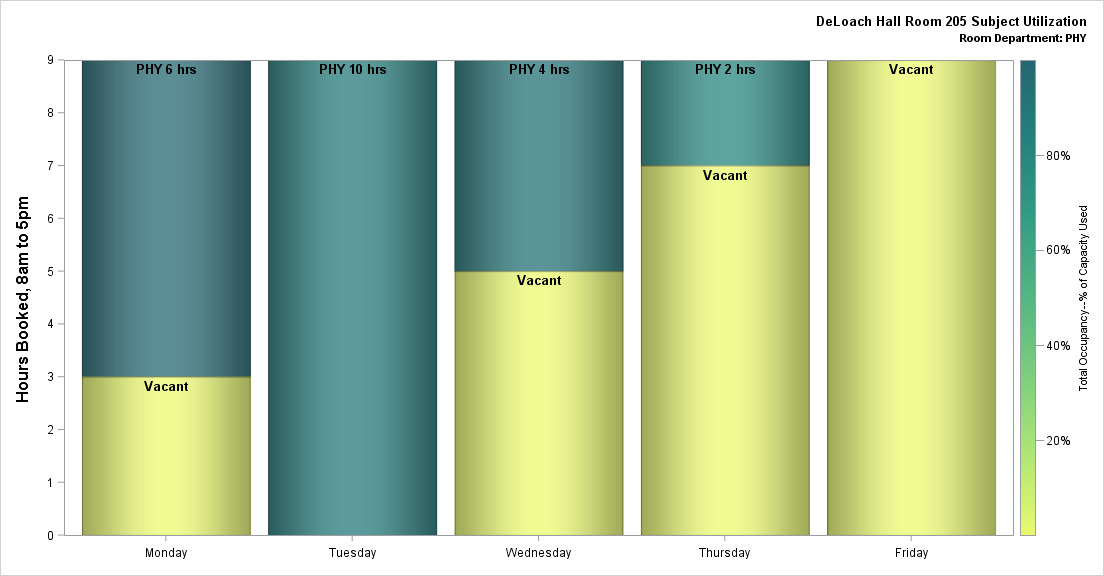 DeLoach Hall Room 205 Subject Utilization
Room Department: PHY
Hours Booked, 8am to 5pm
9
8
7
6
5
4
3
2
1
0
PHY 6 hrs
Vacant
PHY 10 hrs
PHY 4 hrs
Vacant
PHY 2 hrs
Vacant
Vacant
Monday
Tuesday
Wednesday
Thursday
Friday
80%
60%
40%
20%
Total Occupancy--% of Capacity Used